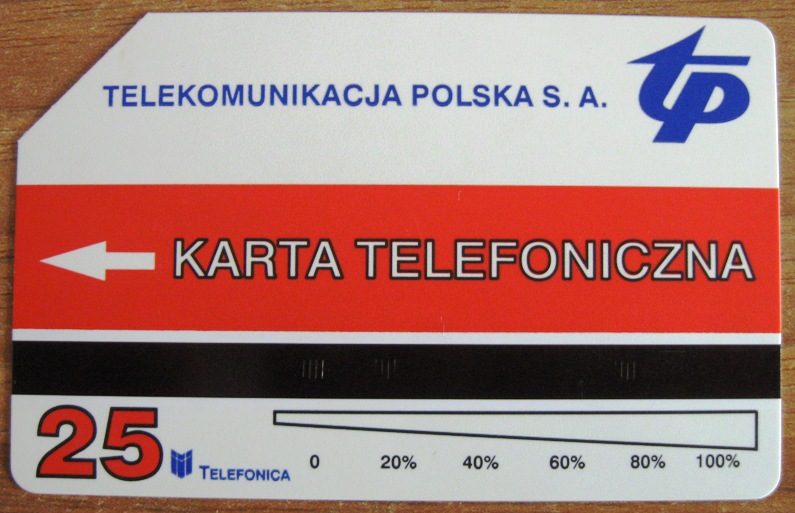 TELEKOMUNIKACJA POLSKA S. A.
tp
KARTA TELEFONICZNA
25
TELEFONICA
0 20% 40% 60% 80% 100%